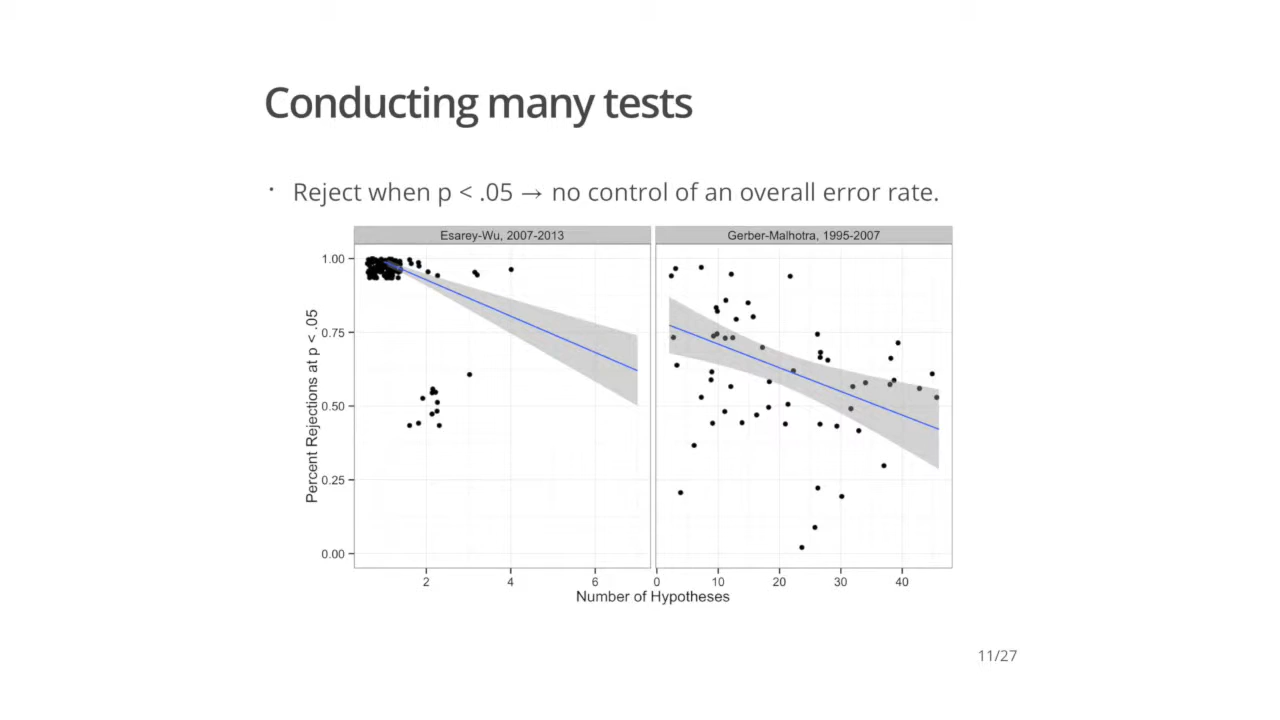 Conducting many tests
· Reject when p < .05 → no control of an overall error rate.
Esarey-Wu, 2007-2013
Gerber-Malhotra, 1995-2007
Percent Rejections at p < .05
1.00
0.75
0.50
0.25
0.00
2 4 6
0 10 20 30 40
Number of Hypotheses
11/27